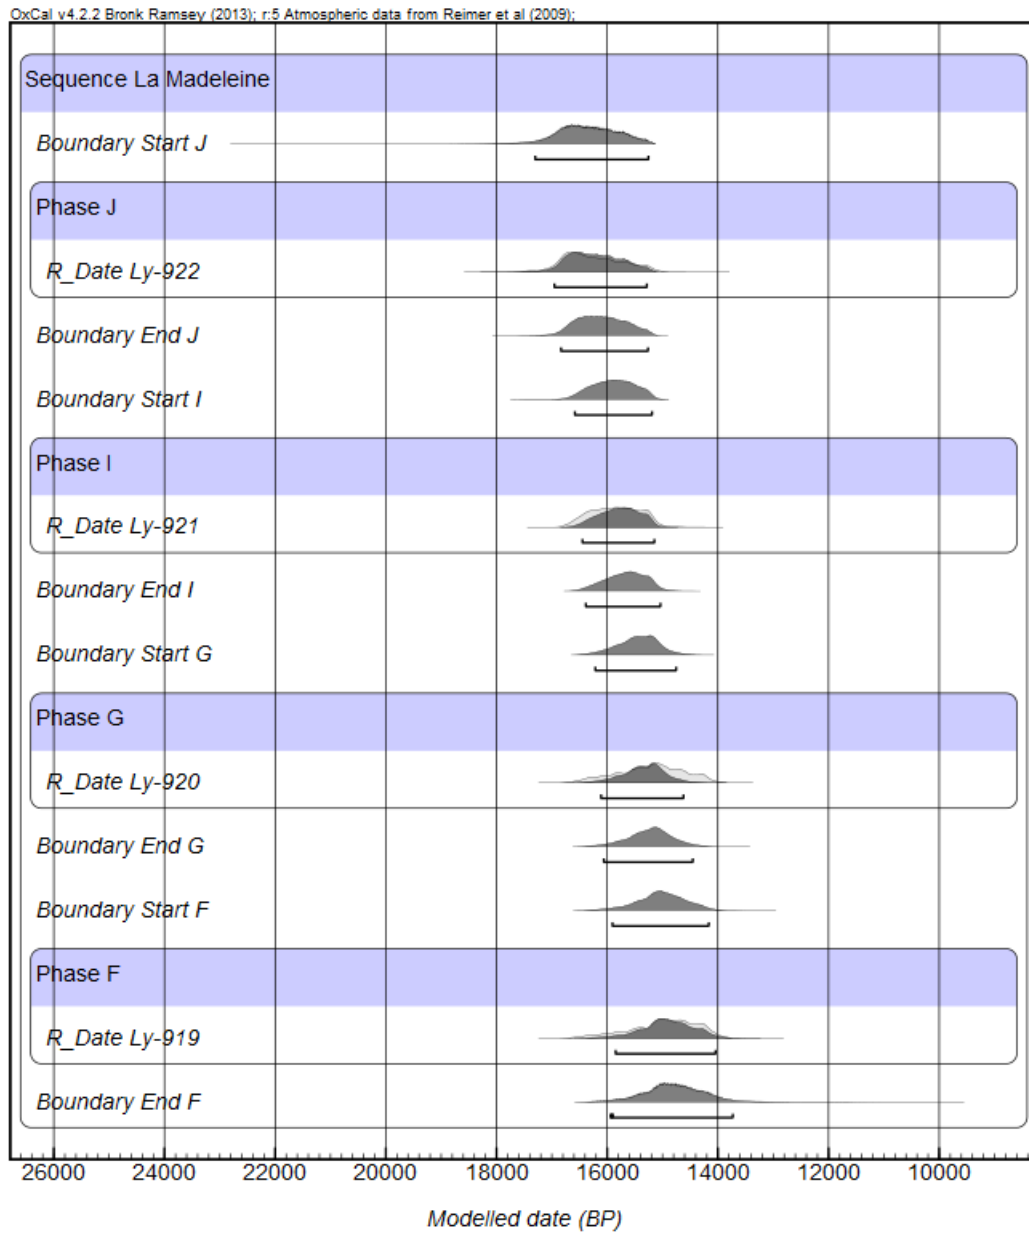 OxCal v4.2.2 Bronk Ramsey (2013); r:5 Atmospheric data from Reimer et al (2009);
Sequence La Madeleine
Boundary Start J
Phase J
R_Date Ly-922
Boundary End J
Boundary Start I
Phase I
R_Date Ly-921
Boundary End I
Boundary Start G
Phase G
R_Date Ly-920
Boundary End G
Boundary Start F
Phase F
R_Date Ly-919
Boundary End F
26000 24000 22000 20000 18000 16000 14000 12000 10000
Modelled date (BP)